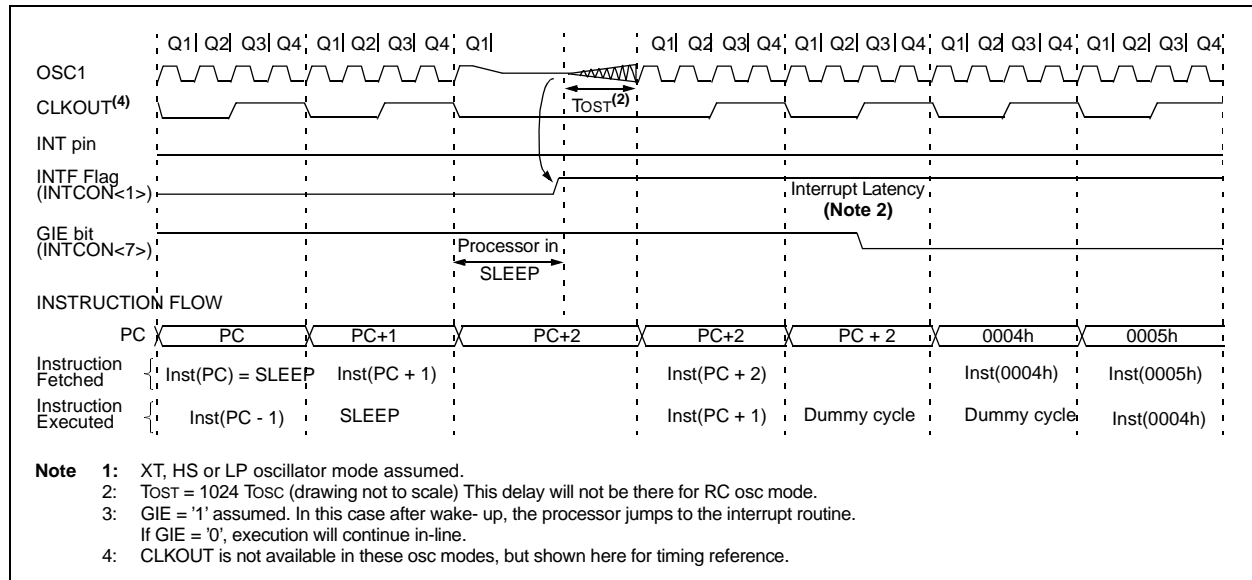 Q1 Q2 Q3 Q4 Q1 Q2 Q3 Q4 Q1 Q1 Q2 Q3 Q4 Q1 Q2 Q3 Q4 Q1 Q2 Q3 Q4 Q1 Q2 Q3 Q4
OSC1
TOST(2)
CLKOUT(4)
INT pin
INTF Flag
(INTCON<1>)
Interrupt Latency
(Note 2)
GIE bit
(INTCON<7>)
Processor in
SLEEP
INSTRUCTION FLOW
PC PC PC+1 PC+2 PC+2 PC + 2 0004h 0005h
Instruction
Fetched
Inst(PC) = SLEEP Inst(PC + 1) Inst(PC + 2) Inst(0004h) Inst(0005h)
Instruction
Executed
Inst(PC - 1) SLEEP Inst(PC + 1) Dummy cycle Dummy cycle Inst(0004h)
Note 1: XT, HS or LP oscillator mode assumed.
2: TOST = 1024 TOSC (drawing not to scale) This delay will not be there for RC osc mode.
3: GIE = '1' assumed. In this case after wake- up, the processor jumps to the interrupt routine.
If GIE = '0', execution will continue in-line.
4: CLKOUT is not available in these osc modes, but shown here for timing reference.